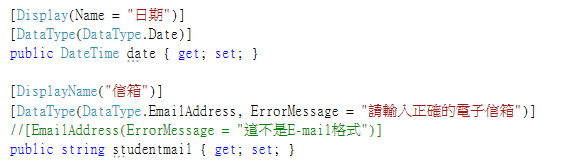 [Display(Name = "日期")]
[DataType(DataType.Date)]
public DateTime date { get; set; }
[DisplayName("信箱")]
[DataType(DataType.EmailAddress, ErrorMessage = "請輸入正確的電子信箱")]
//[EmailAddress(ErrorMessage = "這不是E-mail格式")]
public string studentmail { get; set; }